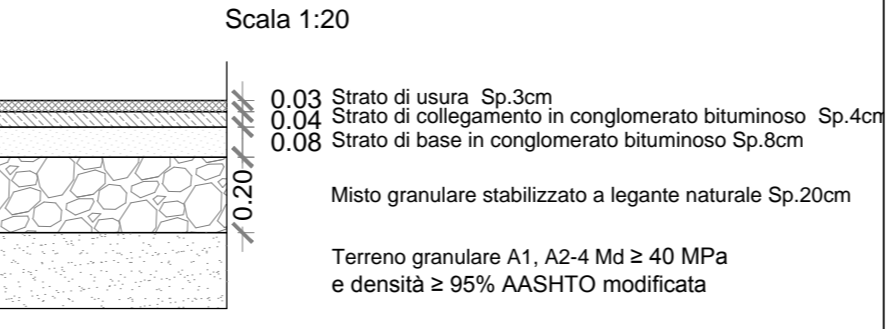 Scala 1:20
0.03 Strato di usura Sp.3cm
0.04 Strato di collegamento in conglomerato bituminoso Sp.4cm
0.08 Strato di base in conglomerato bituminoso Sp.8cm
0.20
Misto granulare stabilizzato a legante naturale Sp.20cm
Terreno granulare A1, A2-4 Md ≥ 40 MPa
e densità ≥ 95% AASHTO modificata